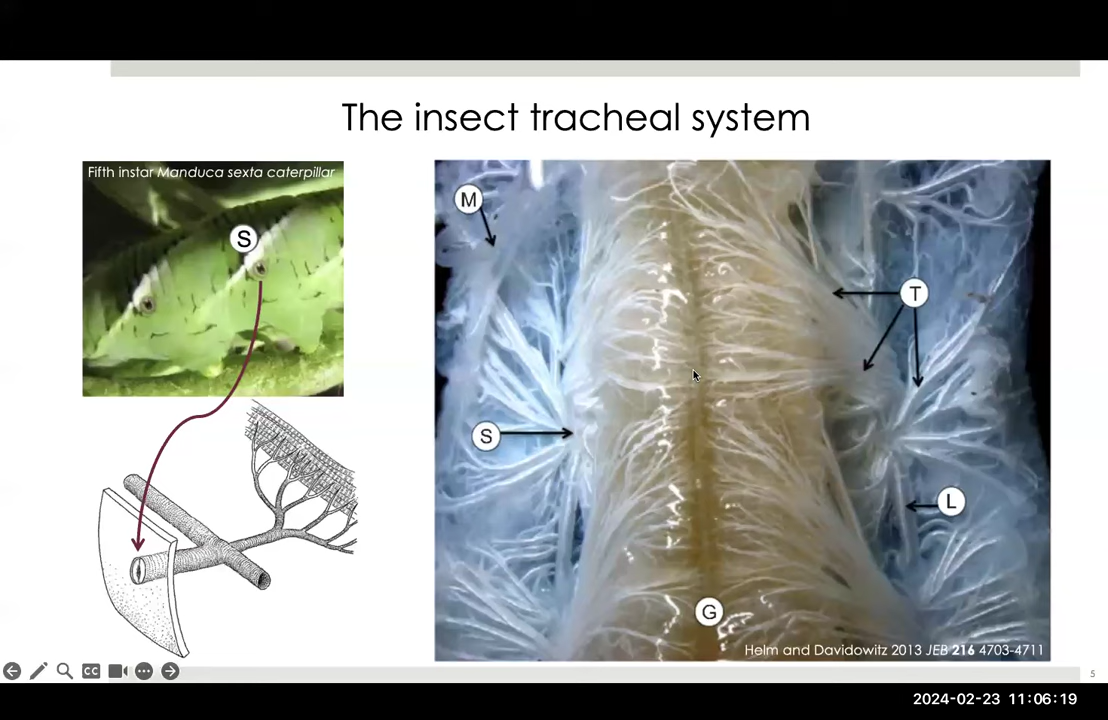 The insect tracheal system
Fifth instar Manduca sexta caterpillar
S
M
T
S
L
G
Helm and Davidowitz 2013 JEB 216 4703-4711
CC
5
2024-02-23 11:06:19